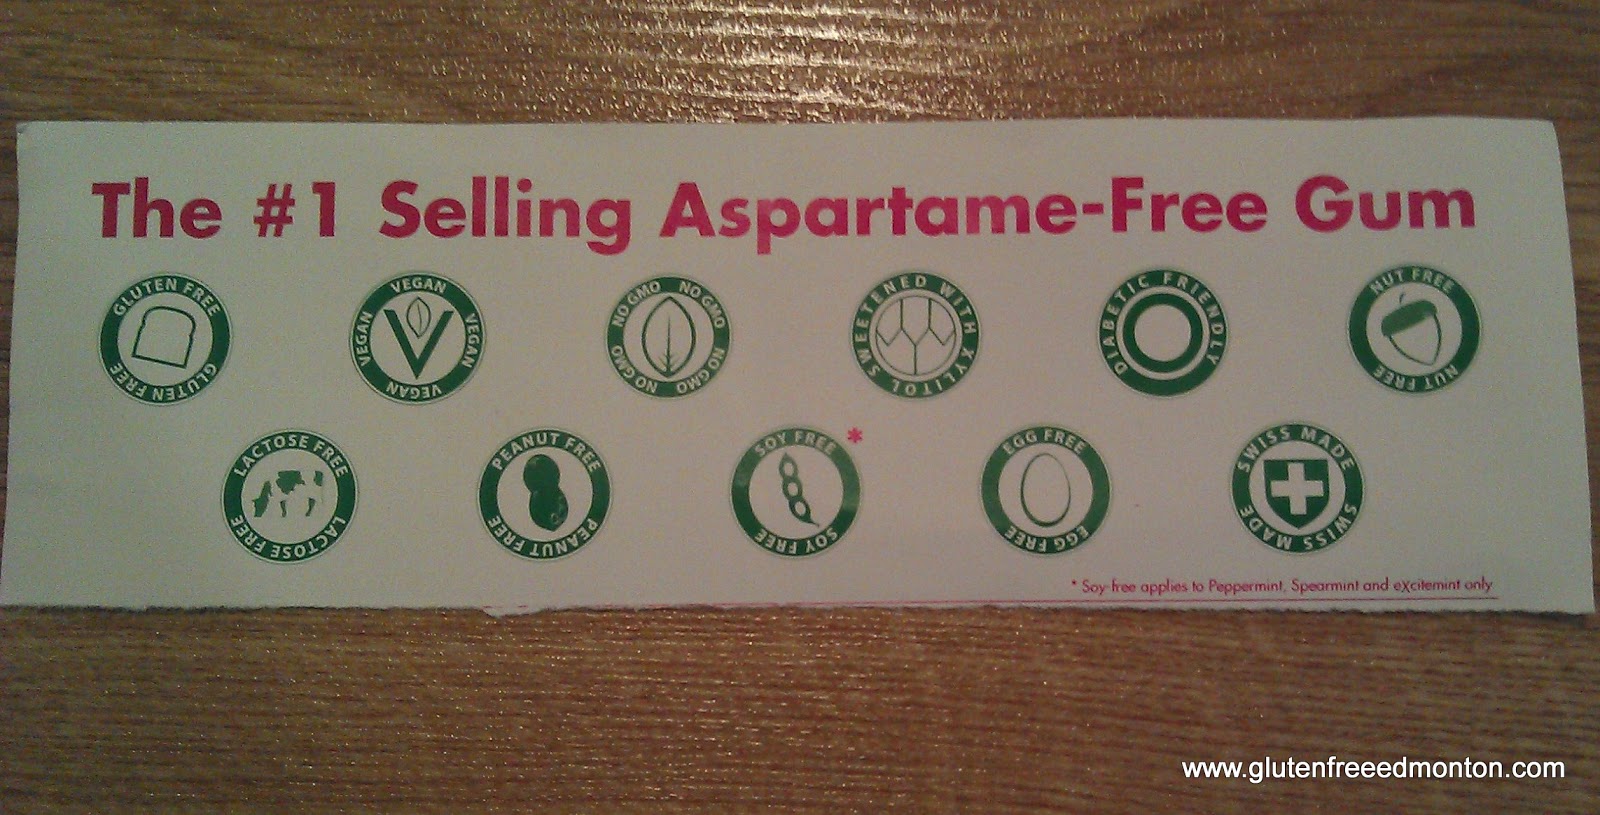 The #1 Selling Aspartame-Free Gum
GLUTEN FREE GLUTEN FREE
VEGAN VEGAN VEGAN VEGAN
NO GMO NO GMO NO GMO NO GMO
SWEETENED WITH XYLITOL
DIABETIC FRIENDLY
NUT FREE NUT FREE
LACTOSE FREE LACTOSE FREE
PEANUT FREE PEANUT FREE
SOY FREE SOY FREE *
EGG FREE EGG FREE
SWISS MADE SWISS MADE
* Soy-free applies to Peppermint, Spearmint and eXcitemint only
www.glutenfreeedmonton.com